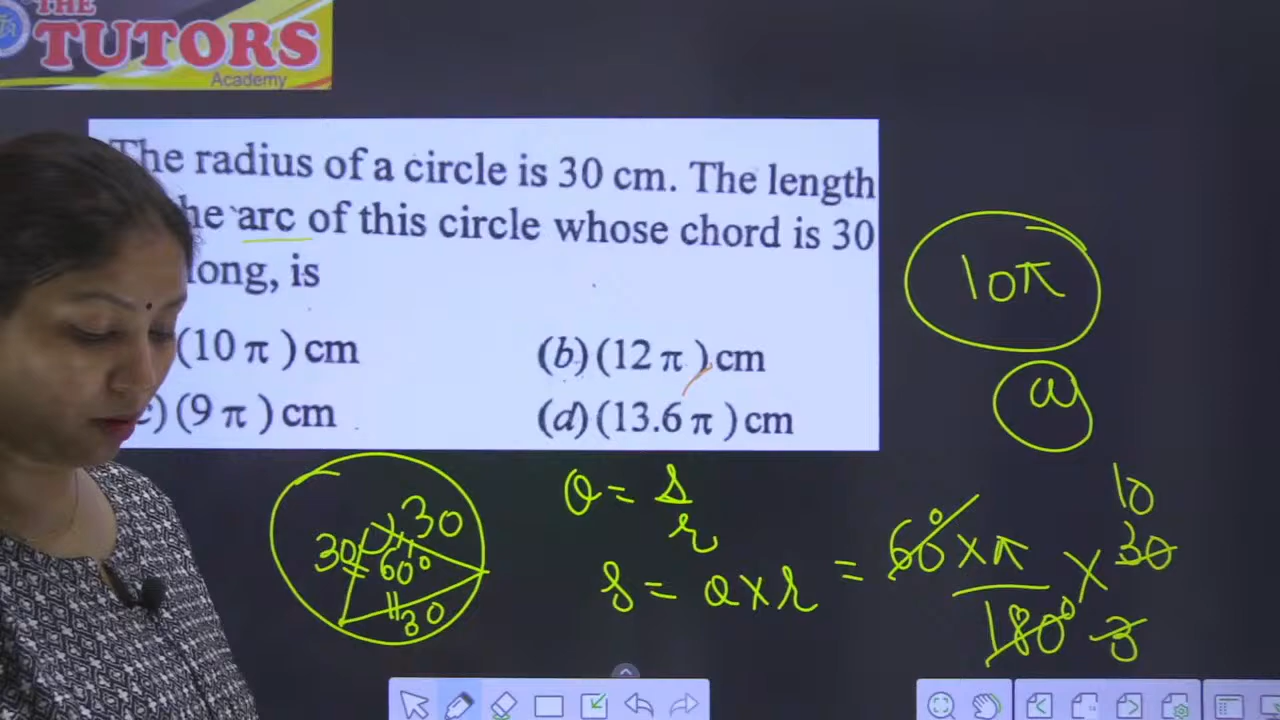 THE
TUTORS
Academy
The radius of a circle is 30 cm. The length
he arc of this circle whose chord is 30
long, is
(10 π ) cm
(b) (12 π ) cm
c) (9 π ) cm
(d) (13.6 π ) cm
10π
a
30 30
60°
30
θ = s/r
s = θ × r = 60° × π / 180° × 30
10
3